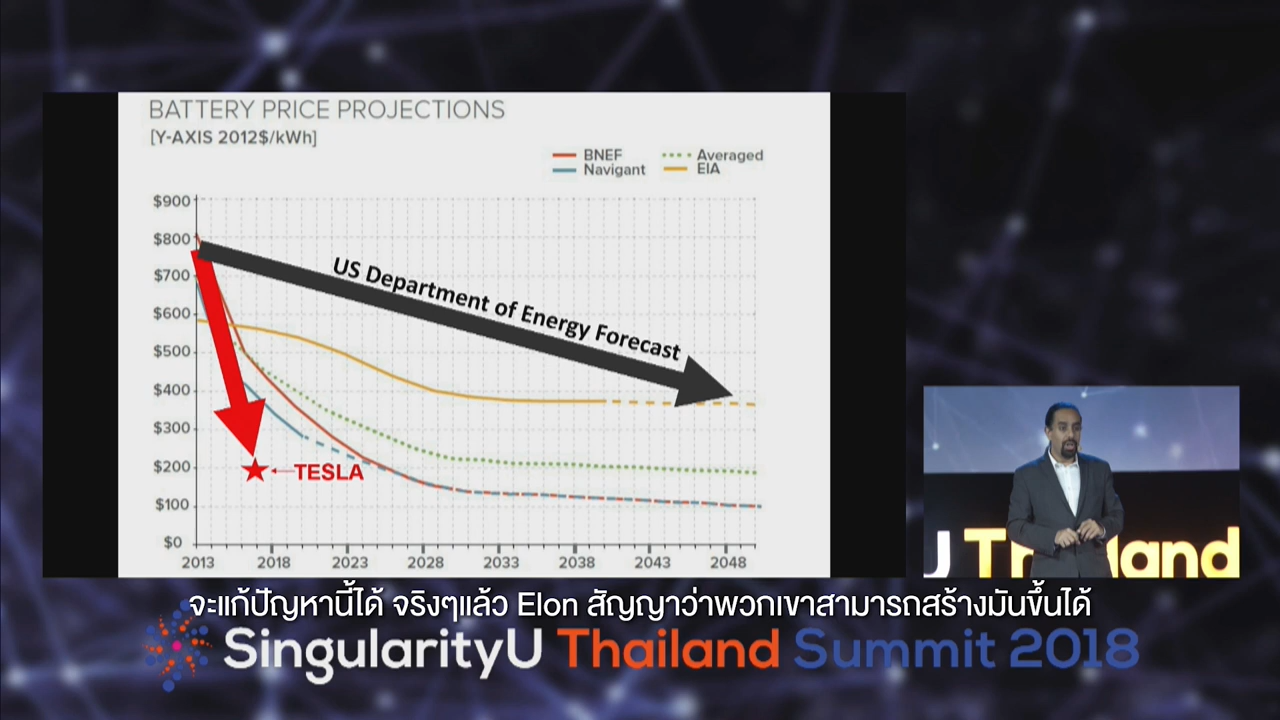 BATTERY PRICE PROJECTIONS
[Y-AXIS 2012$/kWh]
BNEF
Averaged
Navigant
EIA
$900
$800
$700
$600
$500
$400
$300
$200
$100
$0
US Department of Energy Forecast
TESLA
2013 2018 2023 2028 2033 2038 2043 2048
U Th land
จะแก้ปัญหานี้ได้ จริงๆแล้ว Elon สัญญาว่าพวกเขาสามารถสร้างมันขึ้นได้
SingularityU Thailand Summit 2018